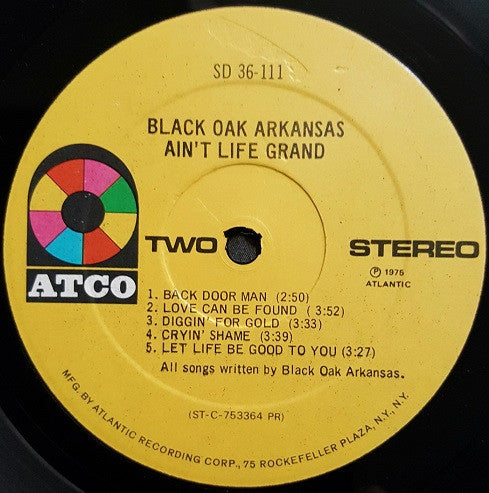 SD 36-111
BLACK OAK ARKANSAS
AIN'T LIFE GRAND
ATCO
TWO
STEREO
Ⓟ 1975
ATLANTIC
1. BACK DOOR MAN (2:50)
2. LOVE CAN BE FOUND ( 3:52)
3. DIGGIN' FOR GOLD ( 3:33)
4. CRYIN' SHAME ( 3:39)
5. LET LIFE BE GOOD TO YOU (3:27)
All songs written by Black Oak Arkansas.
(ST-C-753364 PR)
MFG. BY ATLANTIC RECORDING CORP., 75 ROCKEFELLER PLAZA, N.Y., N.Y.